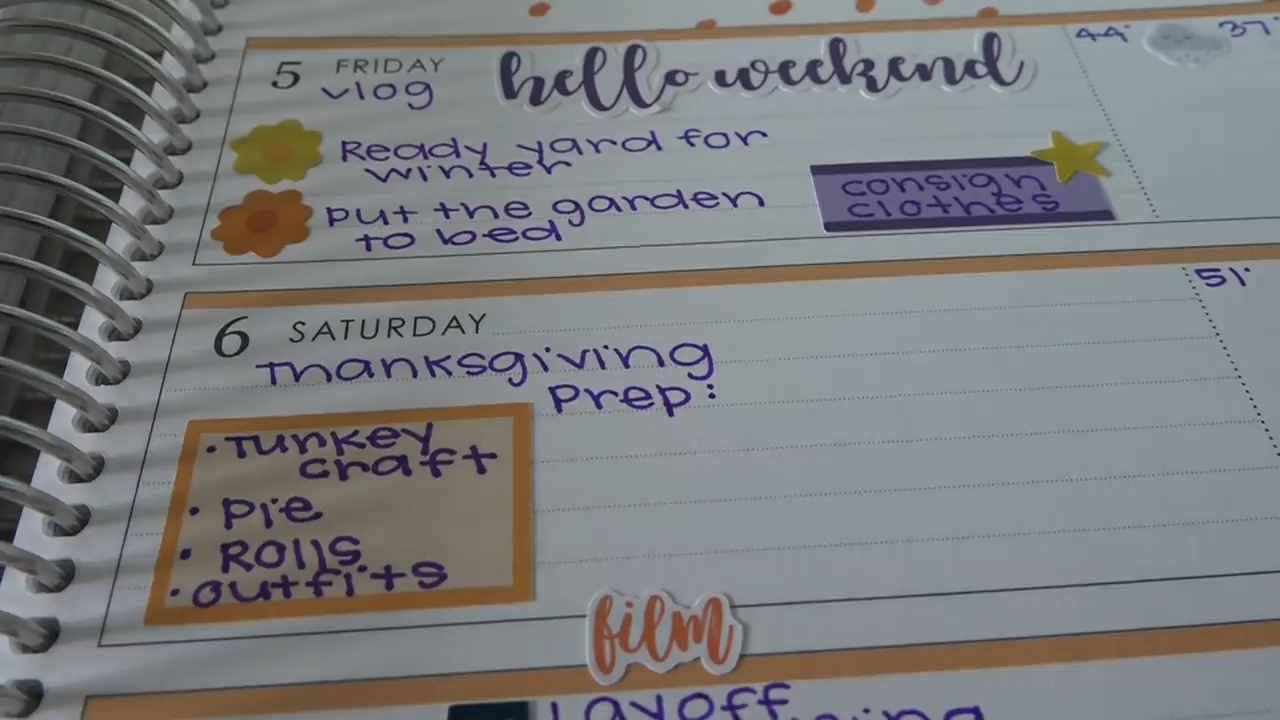 5 FRIDAY hello weekend 44° 37°
vlog
Ready yard for
winter
consign
clothes
put the garden
to bed
6 SATURDAY 51°
Thanksgiving
Prep:
• Turkey
craft
• Pie
• Rolls
• outfits
film
layoff